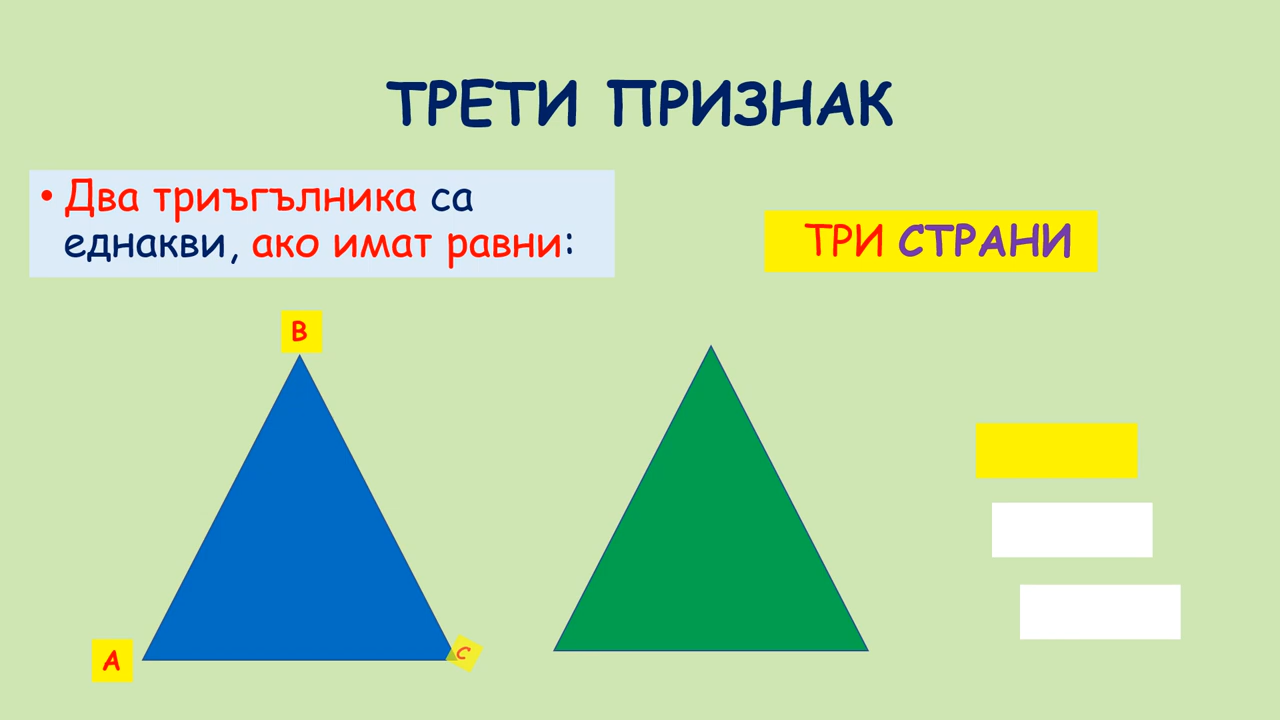 ТРЕТИ ПРИЗНАК
• Два триъгълника са
еднакви, ако имат равни:
ТРИ СТРАНИ
B
A
C